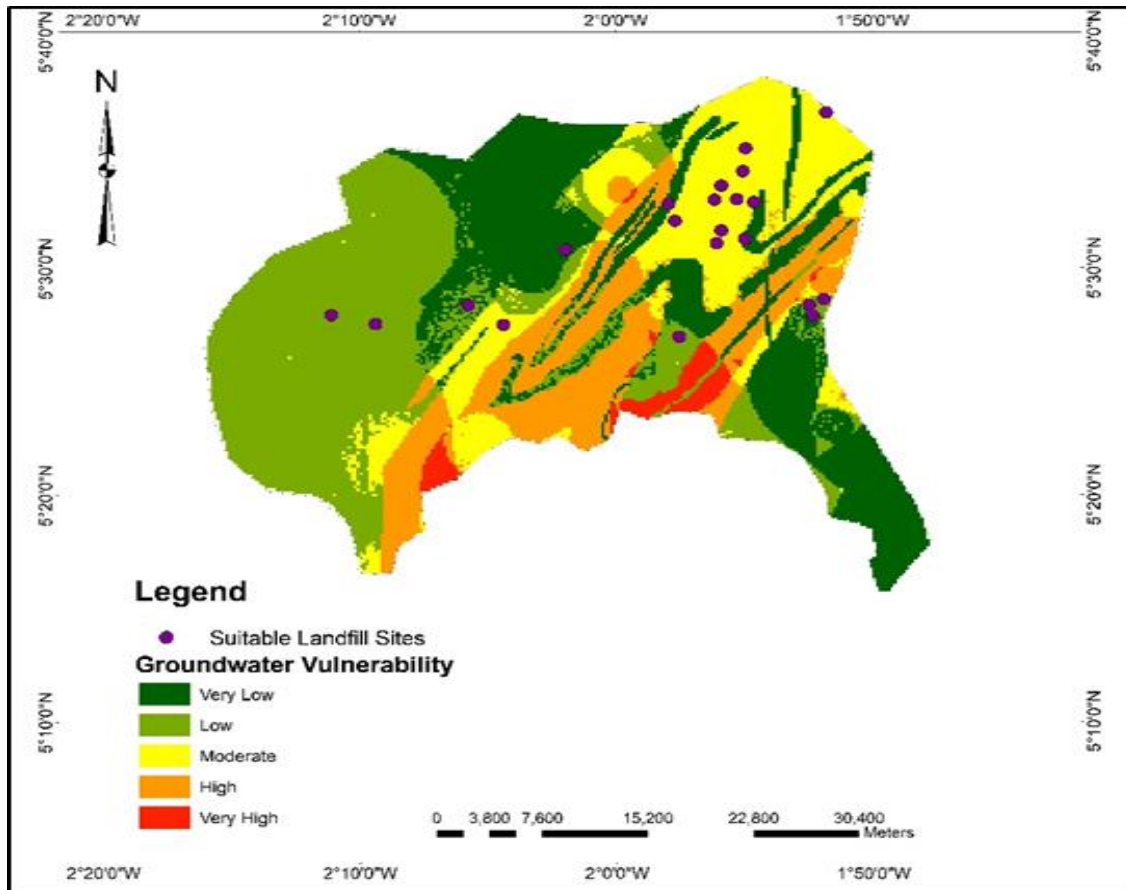 2°20'0"W 2°10'0"W 2°0'0"W 1°50'0"W
5°40'0"N 5°40'0"N
N
5°30'0"N 5°30'0"N
5°20'0"N 5°20'0"N
Legend
Suitable Landfill Sites
Groundwater Vulnerability
Very Low
Low
5°10'0"N 5°10'0"N
Moderate
High
Very High
0 3,800 7,600 15,200 22,800 30,400
Meters
2°20'0"W 2°10'0"W 2°0'0"W 1°50'0"W